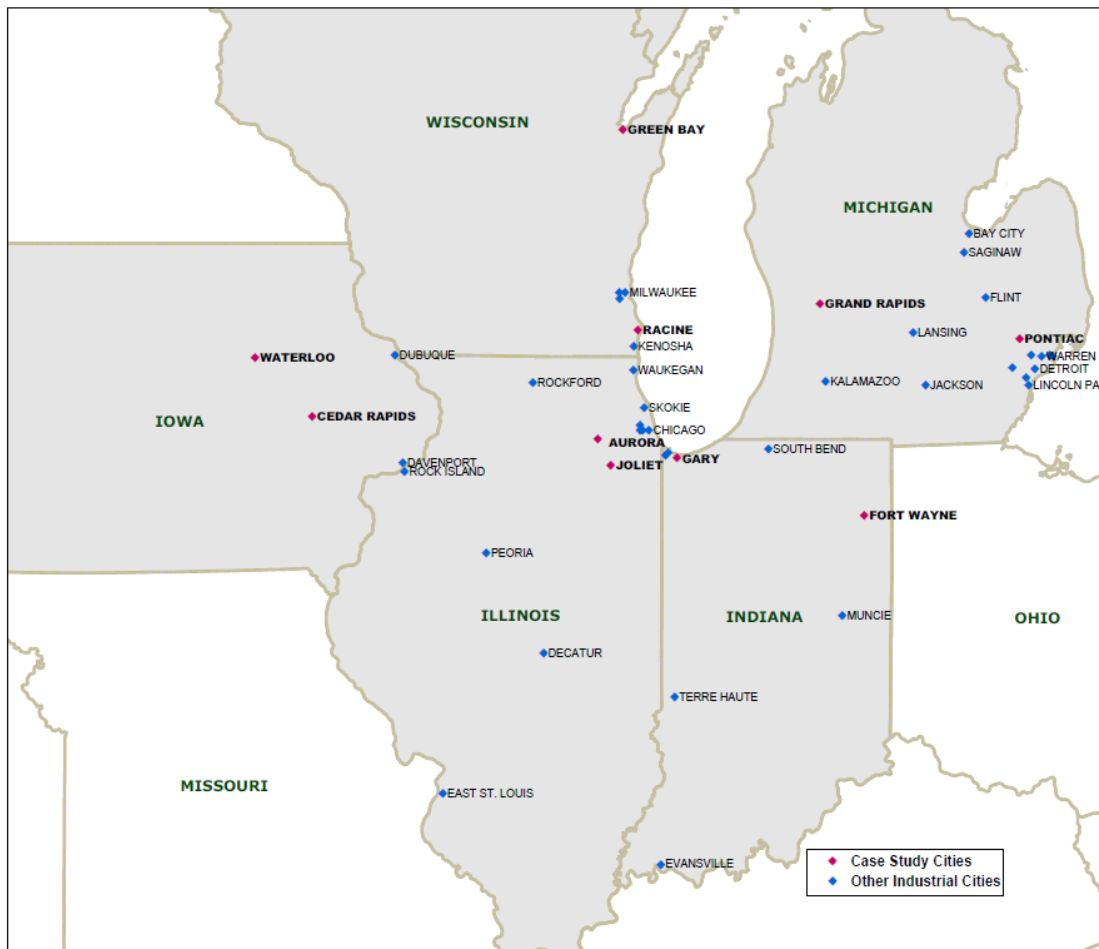 WISCONSIN
GREEN BAY
MICHIGAN
BAY CITY
SAGINAW
MILWAUKEE
FLINT
GRAND RAPIDS
RACINE
LANSING
PONTIAC
KENOSHA
WATERLOO
DUBUQUE
WARREN
WAUKEGAN
DETROIT
ROCKFORD
KALAMAZOO
JACKSON
LINCOLN PA
SKOKIE
CEDAR RAPIDS
IOWA
CHICAGO
AURORA
SOUTH BEND
GARY
DAVENPORT
JOLIET
ROCK ISLAND
FORT WAYNE
PEORIA
ILLINOIS
INDIANA
MUNCIE
OHIO
DECATUR
TERRE HAUTE
MISSOURI
EAST ST. LOUIS
EVANSVILLE
Case Study Cities
Other Industrial Cities